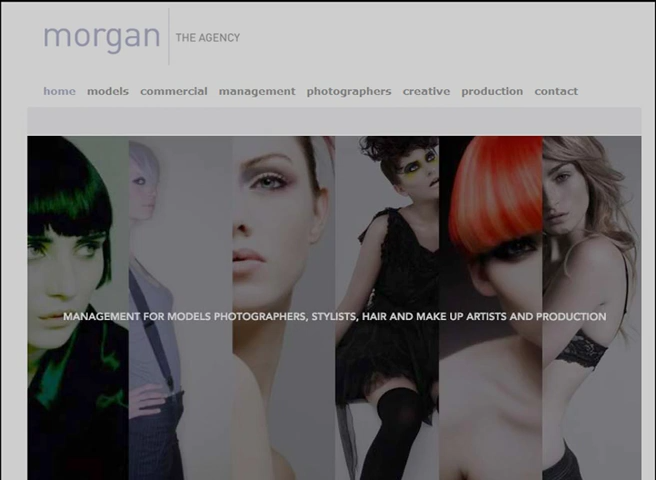 morgan THE AGENCY
home models commercial management photographers creative production contact
MANAGEMENT FOR MODELS PHOTOGRAPHERS, STYLISTS, HAIR AND MAKE UP ARTISTS AND PRODUCTION